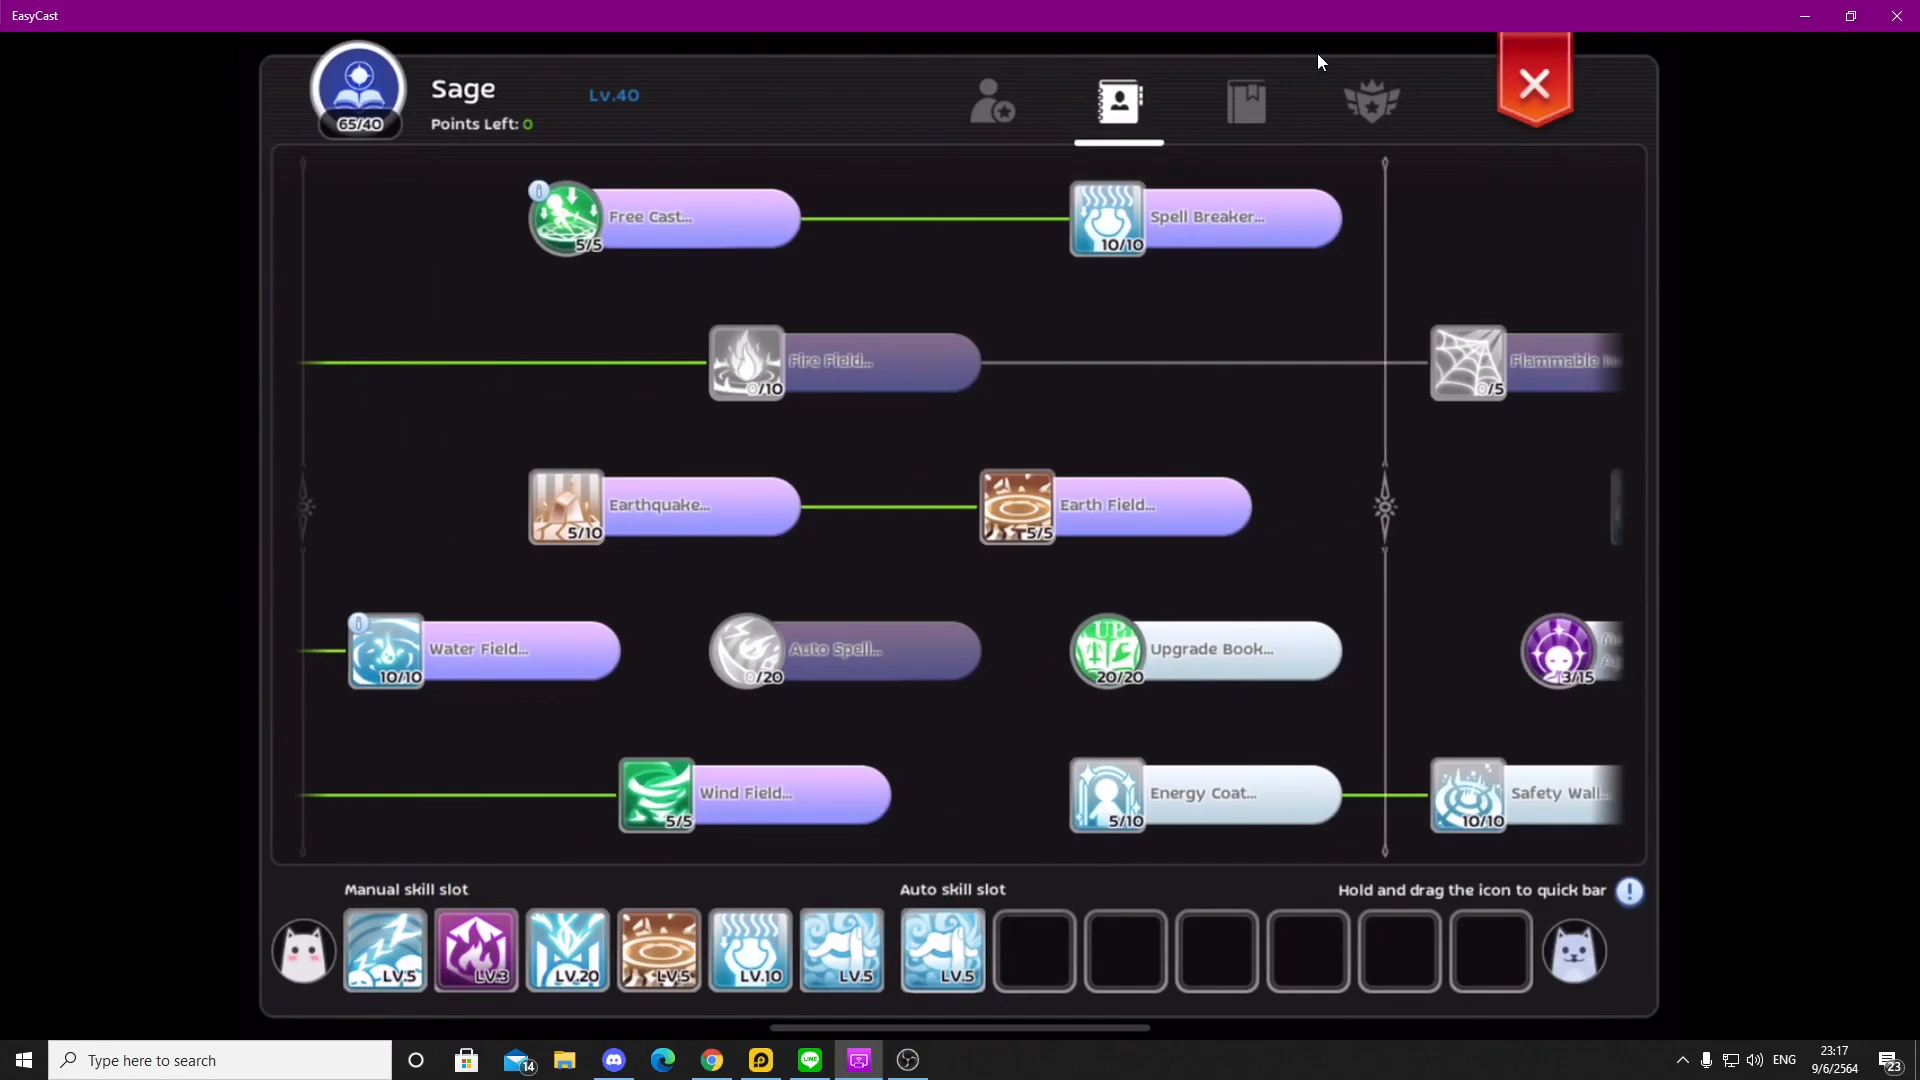 EasyCast
Sage
Lv.40
65/40
Points Left: 0
Free Cast...
5/5
Spell Breaker...
10/10
Fire Field...
0/10
Flammable
0/5
Earthquake...
5/10
Earth Field...
5/5
Water Field...
10/10
Auto Spell...
0/20
UP
Upgrade Book...
20/20
3/15
Wind Field...
5/5
Energy Coat...
5/10
Safety Wall...
10/10
Manual skill slot
Auto skill slot
Hold and drag the icon to quick bar
LV.5
LV.3
LV.20
LV.5
LV.10
LV.5
LV.5
Type here to search
14
LINE
ENG
23:17
9/6/2564
23